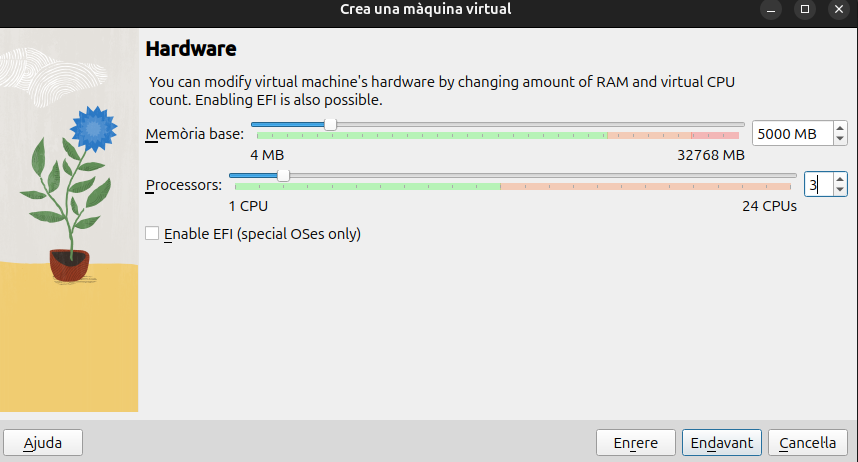 Crea una màquina virtual
Hardware
You can modify virtual machine's hardware by changing amount of RAM and virtual CPU
count. Enabling EFI is also possible.
Memòria base:
5000 MB
4 MB
32768 MB
Processors:
3
1 CPU
24 CPUs
Enable EFI (special OSes only)
Ajuda
Enrere
Endavant
Cancel·la